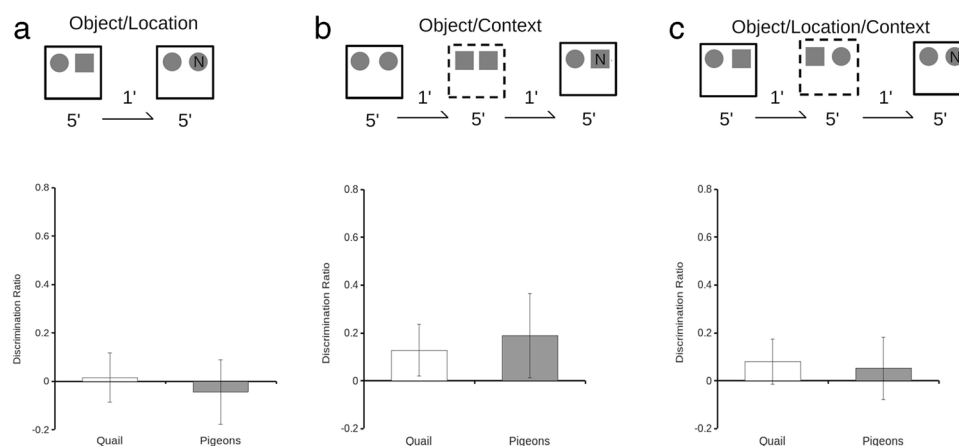 a
Object/Location
N
1'
5'
5'
0.8
0.6
0.4
0.2
0
-0.2
Discrimination Ratio
Quail
Pigeons
b
Object/Context
N
1'
1'
5'
5'
5'
0.8
0.6
0.4
0.2
0
-0.2
Discrimination Ratio
Quail
Pigeons
c
Object/Location/Context
N
1'
1'
5'
5'
5'
0.8
0.6
0.4
0.2
0
-0.2
Discrimination Ratio
Quail
Pigeons